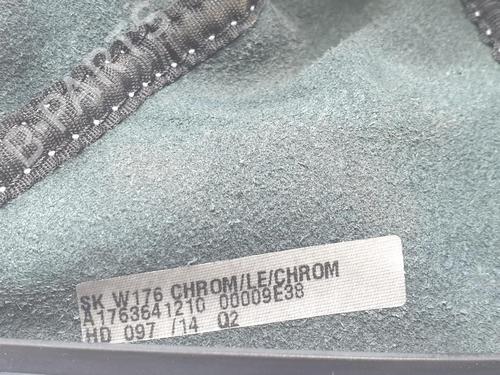 B-PARTS
SK W176 CHROM/LE/CHROM
A1763641210 00009E38
HD 097 /14 Q2